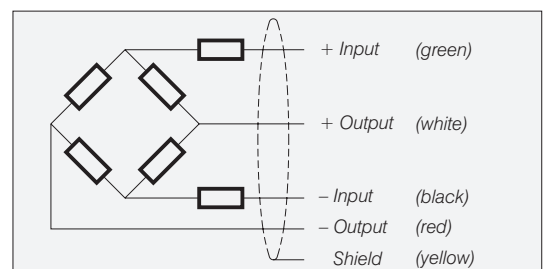 + Input (green)
+ Output (white)
– Input (black)
– Output (red)
Shield (yellow)